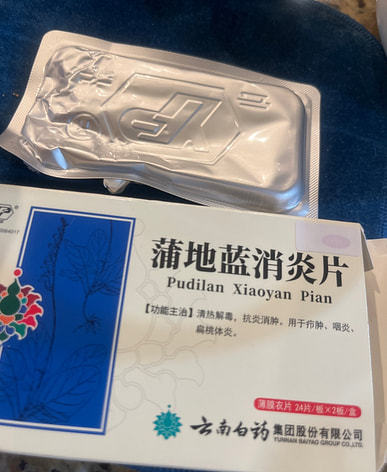 蒲地蓝消炎片
Pudilan Xiaoyan Pian
【功能主治】清热解毒，抗炎消肿。用于疖肿、咽炎、
扁桃体炎。
薄膜衣片 24片/板×2板/盒
云南白药集团股份有限公司
YUNNAN BAIYAO GROUP CO.,LTD.